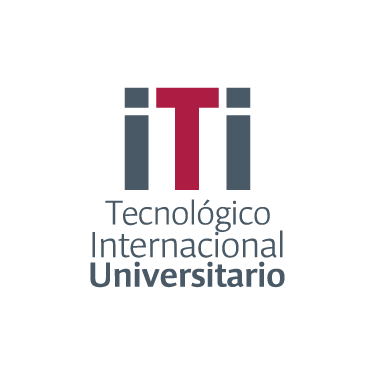 iTi
Tecnológico
Internacional
Universitario